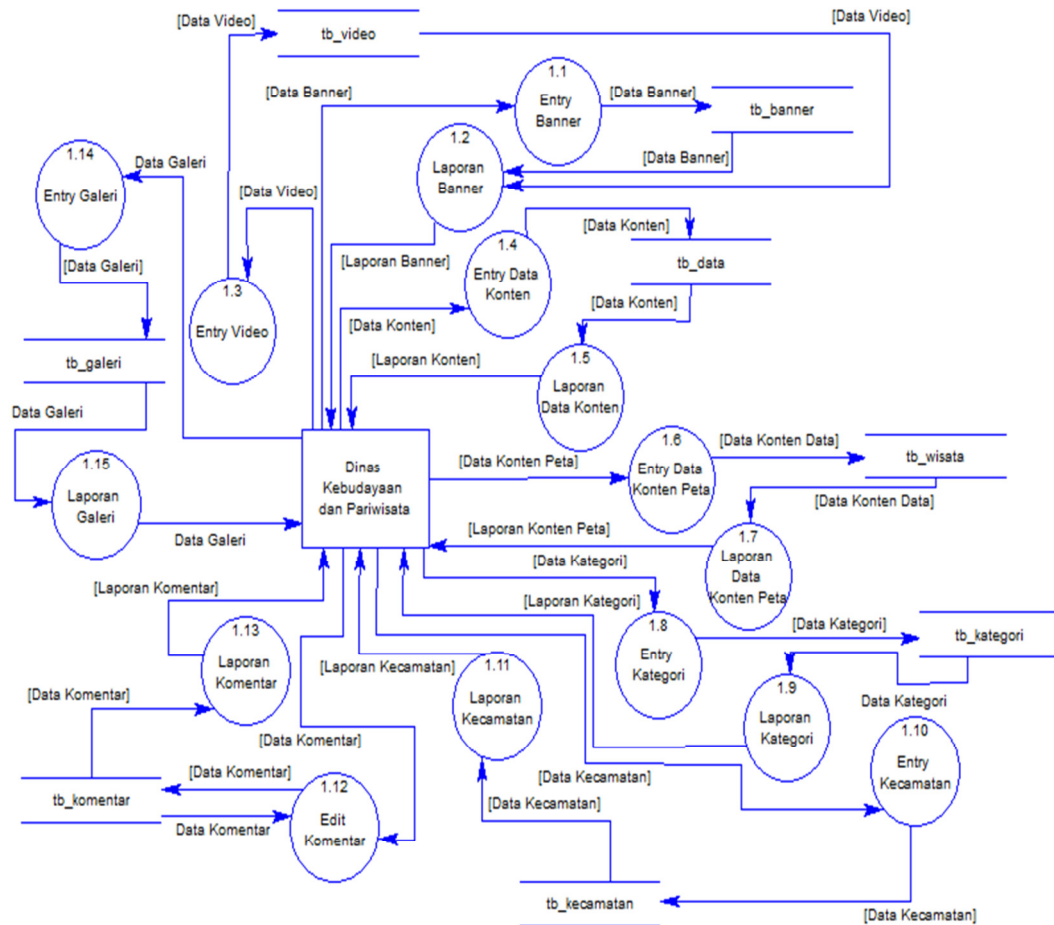 [Data Video]
tb_video
[Data Video]
1.1
Entry
Banner
[Data Banner]
[Data Banner]
tb_banner
1.2
Laporan
Banner
[Data Banner]
1.14
Entry Galeri
Data Galeri
[Data Video]
[Data Konten]
1.4
Entry Data
Konten
[Laporan Banner]
tb_data
[Data Galeri]
1.3
Entry Video
[Data Konten]
[Data Konten]
tb_galeri
[Laporan Konten]
1.5
Laporan
Data Konten
Data Galeri
1.15
Laporan
Galeri
Dinas
Kebudayaan
dan Pariwisata
[Data Konten Peta]
1.6
Entry Data
Konten Peta
[Data Konten Data]
tb_wisata
[Data Konten Data]
Data Galeri
[Laporan Konten Peta]
1.7
Laporan
Data
Konten Peta
[Data Kategori]
[Laporan Komentar]
[Laporan Kategori]
1.8
Entry
Kategori
[Data Kategori]
tb_kategori
1.13
Laporan
Komentar
[Laporan Kecamatan]
1.11
Laporan
Kecamatan
1.9
Laporan
Kategori
Data Kategori
[Data Komentar]
1.10
Entry
Kecamatan
[Data Komentar]
[Data Komentar]
[Data Kecamatan]
tb_komentar
1.12
Edit
Komentar
Data Komentar
[Data Kecamatan]
tb_kecamatan
[Data Kecamatan]